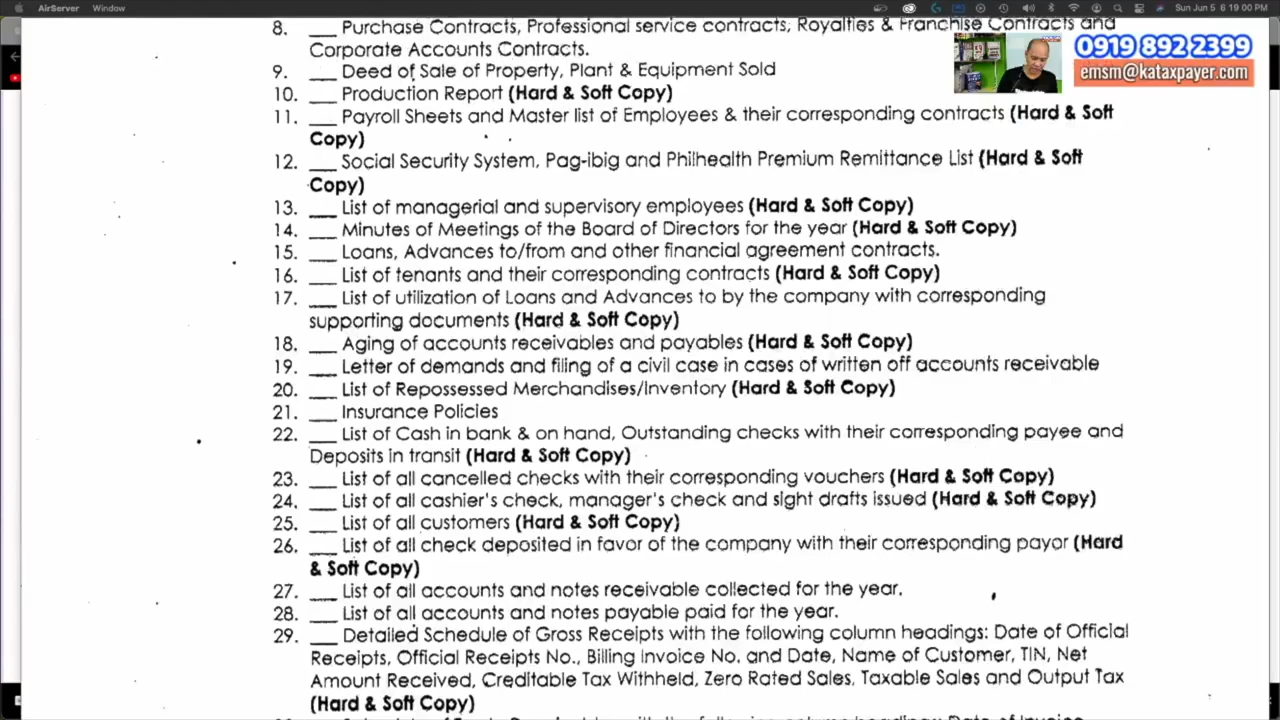 AirServer Window Sun Jun 5 6 19 00 PM
8. ___ Purchase Contracts, Professional service contracts, Royalties & Franchise Contracts and
Corporate Accounts Contracts.
0919 892 2399
emsm@kataxpayer.com
9. ___ Deed of Sale of Property, Plant & Equipment Sold
10. ___ Production Report (Hard & Soft Copy)
11. ___ Payroll Sheets and Master list of Employees & their corresponding contracts (Hard & Soft
Copy)
12. ___ Social Security System, Pag-ibig and Philhealth Premium Remittance List (Hard & Soft
Copy)
13. ___ List of managerial and supervisory employees (Hard & Soft Copy)
14. ___ Minutes of Meetings of the Board of Directors for the year (Hard & Soft Copy)
15. ___ Loans, Advances to/from and other financial agreement contracts.
16. ___ List of tenants and their corresponding contracts (Hard & Soft Copy)
17. ___ List of utilization of Loans and Advances to by the company with corresponding
supporting documents (Hard & Soft Copy)
18. ___ Aging of accounts receivables and payables (Hard & Soft Copy)
19. ___ Letter of demands and filing of a civil case in cases of written off accounts receivable
20. ___ List of Repossessed Merchandises/Inventory (Hard & Soft Copy)
21. ___ Insurance Policies
22. ___ List of Cash in bank & on hand, Outstanding checks with their corresponding payee and
Deposits in transit (Hard & Soft Copy)
23. ___ List of all cancelled checks with their corresponding vouchers (Hard & Soft Copy)
24. ___ List of all cashier's check, manager's check and sight drafts issued (Hard & Soft Copy)
25. ___ List of all customers (Hard & Soft Copy)
26. ___ List of all check deposited in favor of the company with their corresponding payor (Hard
& Soft Copy)
27. ___ List of all accounts and notes receivable collected for the year.
28. ___ List of all accounts and notes payable paid for the year.
29. ___ Detailed Schedule of Gross Receipts with the following column headings: Date of Official
Receipts, Official Receipts No., Billing Invoice No. and Date, Name of Customer, TIN, Net
Amount Received, Creditable Tax Withheld, Zero Rated Sales, Taxable Sales and Output Tax
(Hard & Soft Copy)